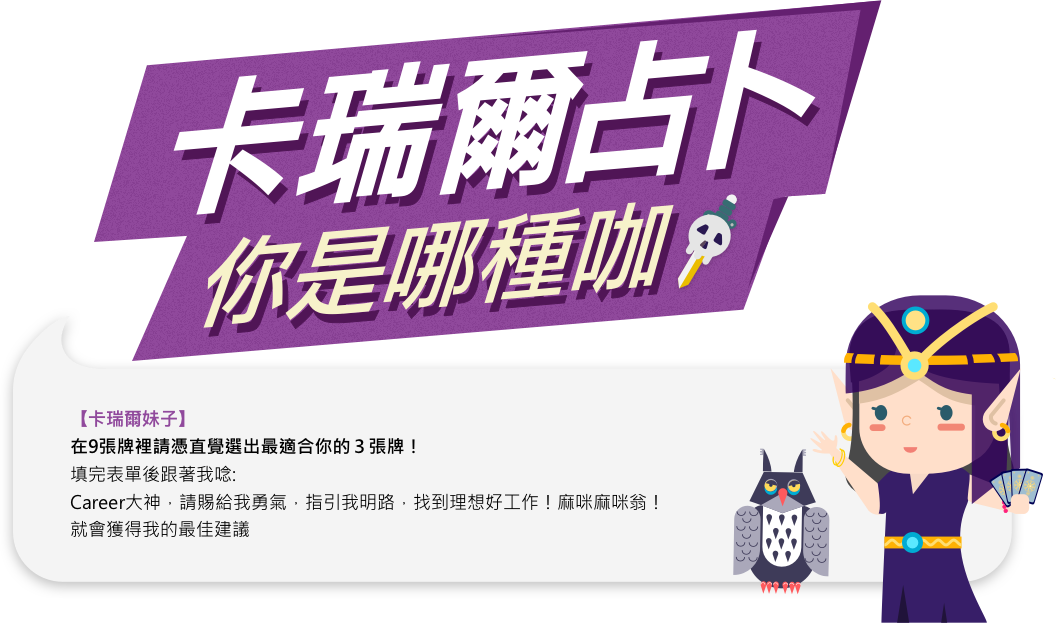 卡瑞爾占卜
你是哪種咖
【卡瑞爾妹子】
在9張牌裡請憑直覺選出最適合你的３張牌！
填完表單後跟著我唸:
Career大神，請賜給我勇氣，指引我明路，找到理想好工作！麻咪麻咪翁！
就會獲得我的最佳建議